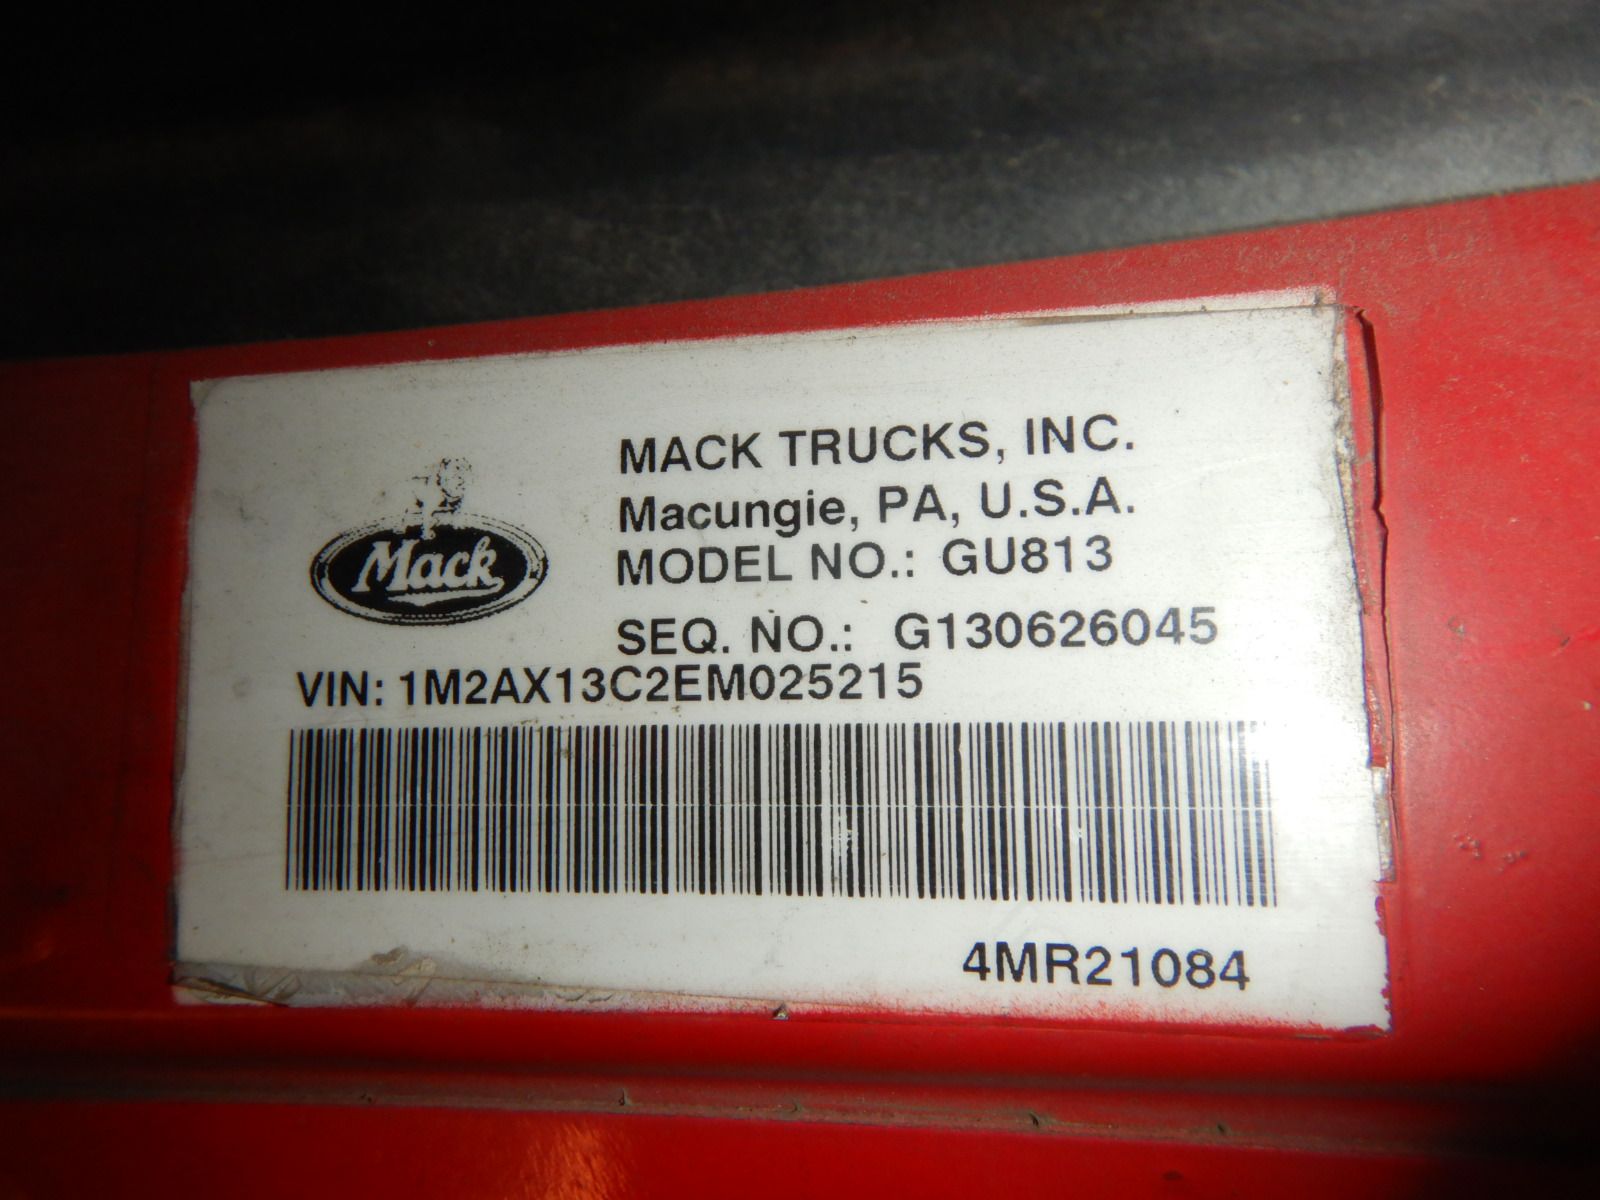 MACK TRUCKS, INC.
Macungie, PA, U.S.A.
MODEL NO.: GU813
Mack
SEQ. NO.: G130626045
VIN: 1M2AX13C2EM025215
4MR21084